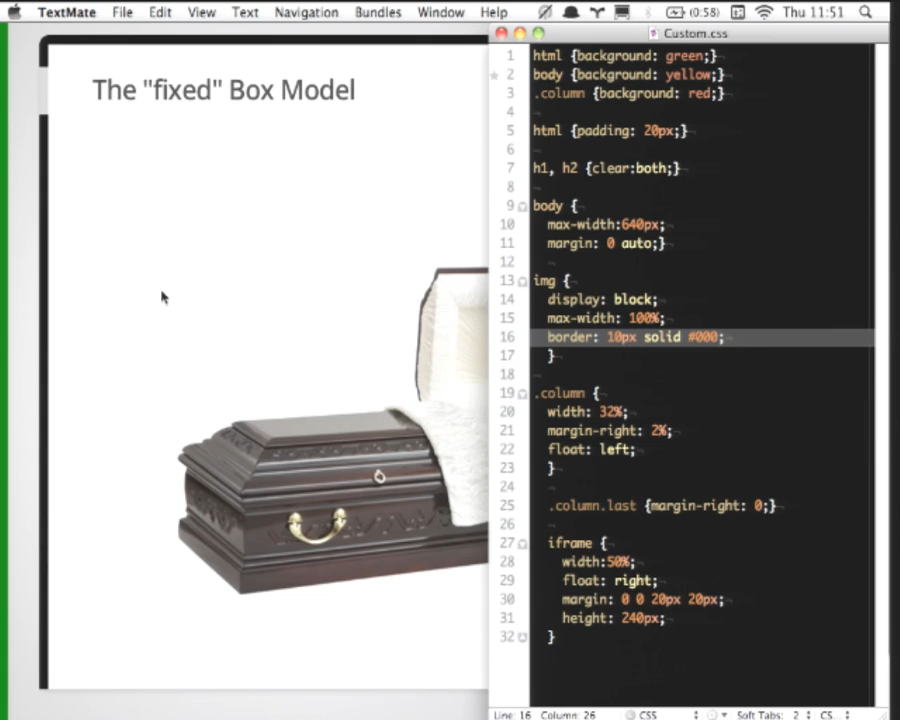 TextMate File Edit View Text Navigation Bundles Window Help (0:58) Thu 11:51
Custom.css
The "fixed" Box Model
1 html {background: green;}
2 body {background: yellow;}
3 .column {background: red;}
4
5 html {padding: 20px;}
6
7 h1, h2 {clear:both;}
8
9 body {
10 max-width:640px;
11 margin: 0 auto;}
12
13 img {
14 display: block;
15 max-width: 100%;
16 border: 10px solid #000;
17 }
18
19 .column {
20 width: 32%;
21 margin-right: 2%;
22 float: left;
23 }
24
25 .column.last {margin-right: 0;}
26
27 iframe {
28 width:50%;
29 float: right;
30 margin: 0 0 20px 20px;
31 height: 240px;
32 }
Line: 16 Column: 26 CSS Soft Tabs: 2 CS...